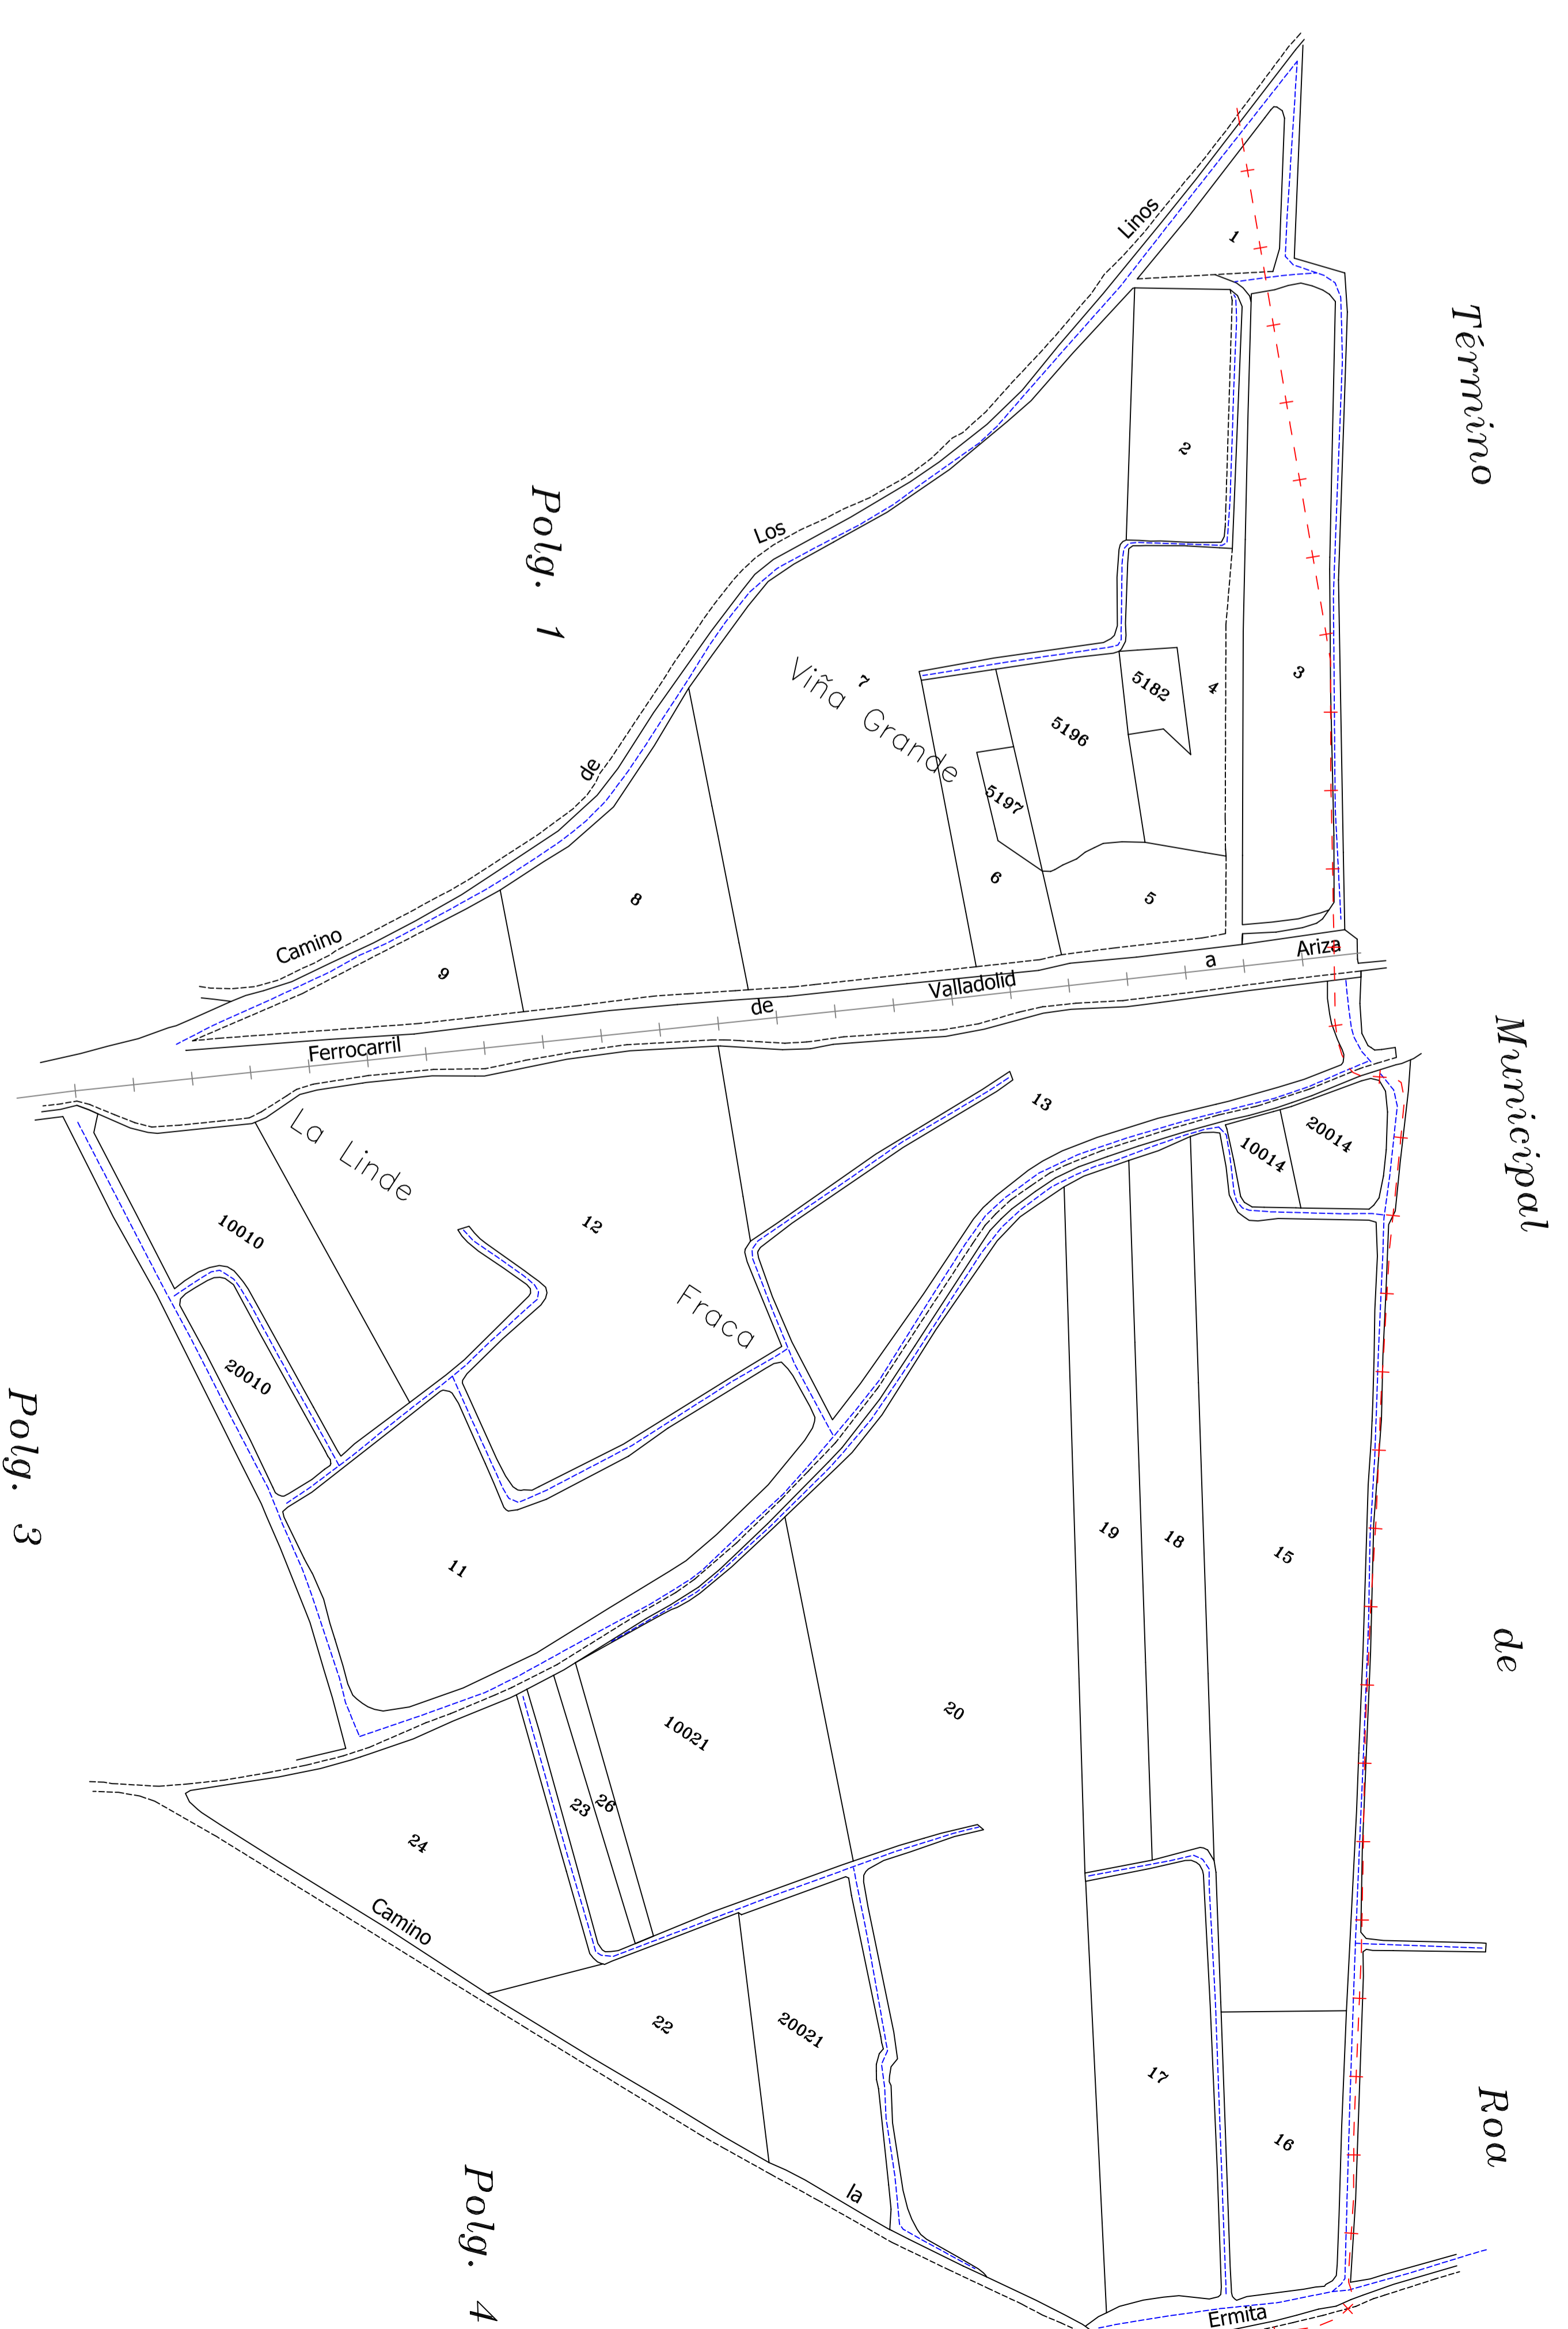 Término
Municipal
de
Roa
Polg. 1
Polg. 3
Polg. 4
Camino
de
Los
Linos
Viña Grande
1
2
3
4
5
6
7
8
9
5182
5196
5197
Ferrocarril
de
Valladolid
a
Ariza
La Linde
Fraca
10010
20010
11
12
13
10014
20014
15
16
17
18
19
20
10021
20021
22
23
26
24
Camino
la
Ermita